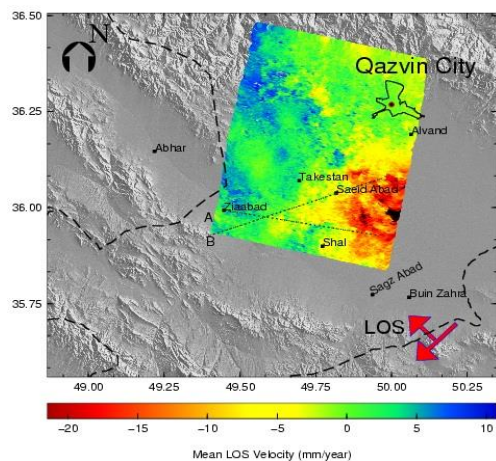 36.50
N
Qazvin City
36.25
Alvand
Abhar
Takestan
Saeid Abad
36.00
A
Ziaabad
B
Shal
Sagz Abad
35.75
Buin Zahra
LOS
49.00 49.25 49.50 49.75 50.00 50.25
−20 −15 −10 −5 0 5 10
Mean LOS Velocity (mm/year)